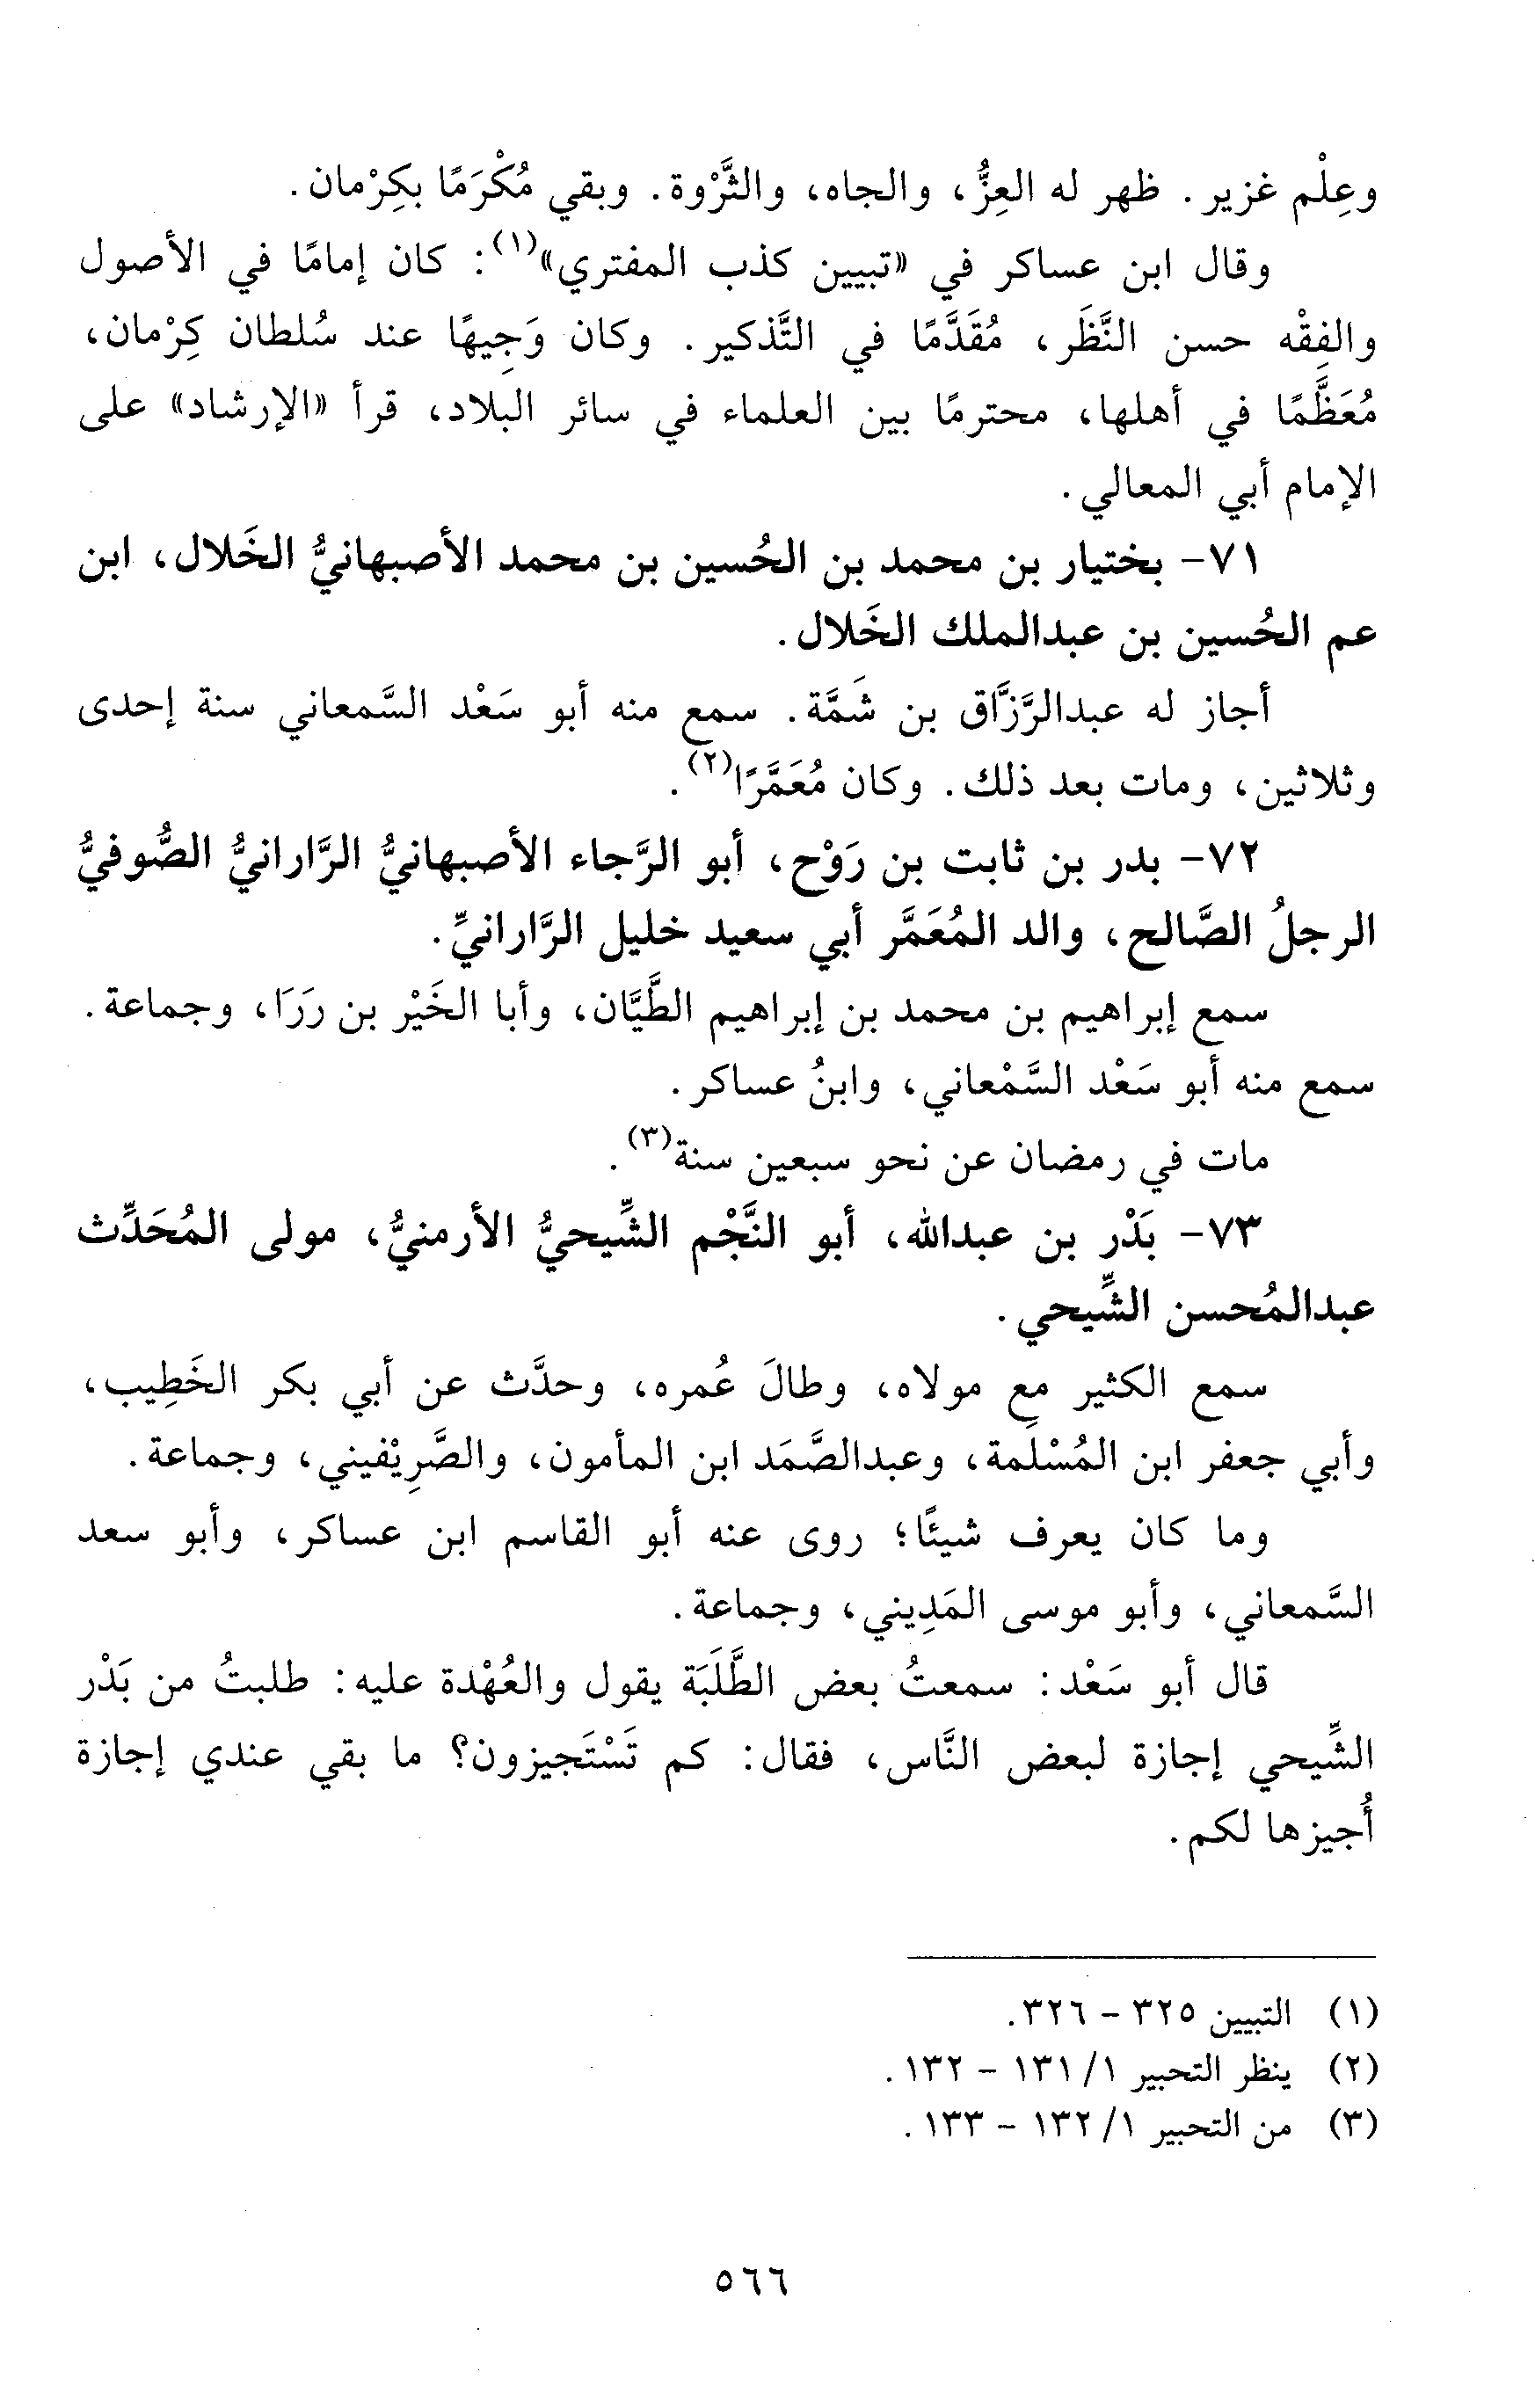 وعِلْم غزير. ظهر له العِزُّ، والجاه، والثَّرْوة. وبقي مُكْرَمًا بكِرْمان.
وقال ابن عساكر في «تبيين كذب المفتري»(١): كان إمامًا في الأصول
والفِقْه حسن النَّظَر، مُقَدَّمًا في التَّذكير. وكان وَجِيهًا عند سُلطان كِرْمان،
مُعَظَّمًا في أهلها، محترمًا بين العلماء في سائر البلاد، قرأ «الإرشاد» على
الإمام أبي المعالي.
٧١- بختيار بن محمد بن الحُسين بن محمد الأصبهانيُّ الخَلال، ابن
عم الحُسين بن عبدالملك الخَلال.
أجاز له عبدالرَّزَّاق بن شَمَّة. سمع منه أبو سَعْد السَّمعاني سنة إحدى
وثلاثين، ومات بعد ذلك. وكان مُعَمَّرًا(٢).
٧٢- بدر بن ثابت بن رَوْح، أبو الرَّجاء الأصبهانيُّ الرَّارانيُّ الصُّوفيُّ
الرجلُ الصَّالح، والد المُعَمَّر أبي سعيد خليل الرَّارانيِّ.
سمع إبراهيم بن محمد بن إبراهيم الطَّيَّان، وأبا الخَيْر بن رَرَا، وجماعة.
سمع منه أبو سَعْد السَّمْعاني، وابنُ عساكر.
مات في رمضان عن نحو سبعين سنة(٣).
٧٣- بَدْر بن عبدالله، أبو النَّجْم الشِّيحيُّ الأرمنيُّ، مولى المُحَدِّث
عبدالمُحسن الشِّيحي.
سمع الكثير مع مولاه، وطالَ عُمره، وحدَّث عن أبي بكر الخَطِيب،
وأبي جعفر ابن المُسْلِمة، وعبدالصَّمَد ابن المأمون، والصَّرِيْفيني، وجماعة.
وما كان يعرف شيئًا؛ روى عنه أبو القاسم ابن عساكر، وأبو سعد
السَّمعاني، وأبو موسى المَدِيني، وجماعة.
قال أبو سَعْد: سمعتُ بعض الطَّلَبَة يقول والعُهْدة عليه: طلبتُ من بَدْر
الشِّيحي إجازة لبعض النَّاس، فقال: كم تَسْتَجيزون؟ ما بقي عندي إجازة
أُجيزها لكم.
(١) التبيين ٣٢٥ - ٣٢٦.
(٢) ينظر التحبير ١/ ١٣١ - ١٣٢.
(٣) من التحبير ١/ ١٣٢ - ١٣٣.
٥٦٦